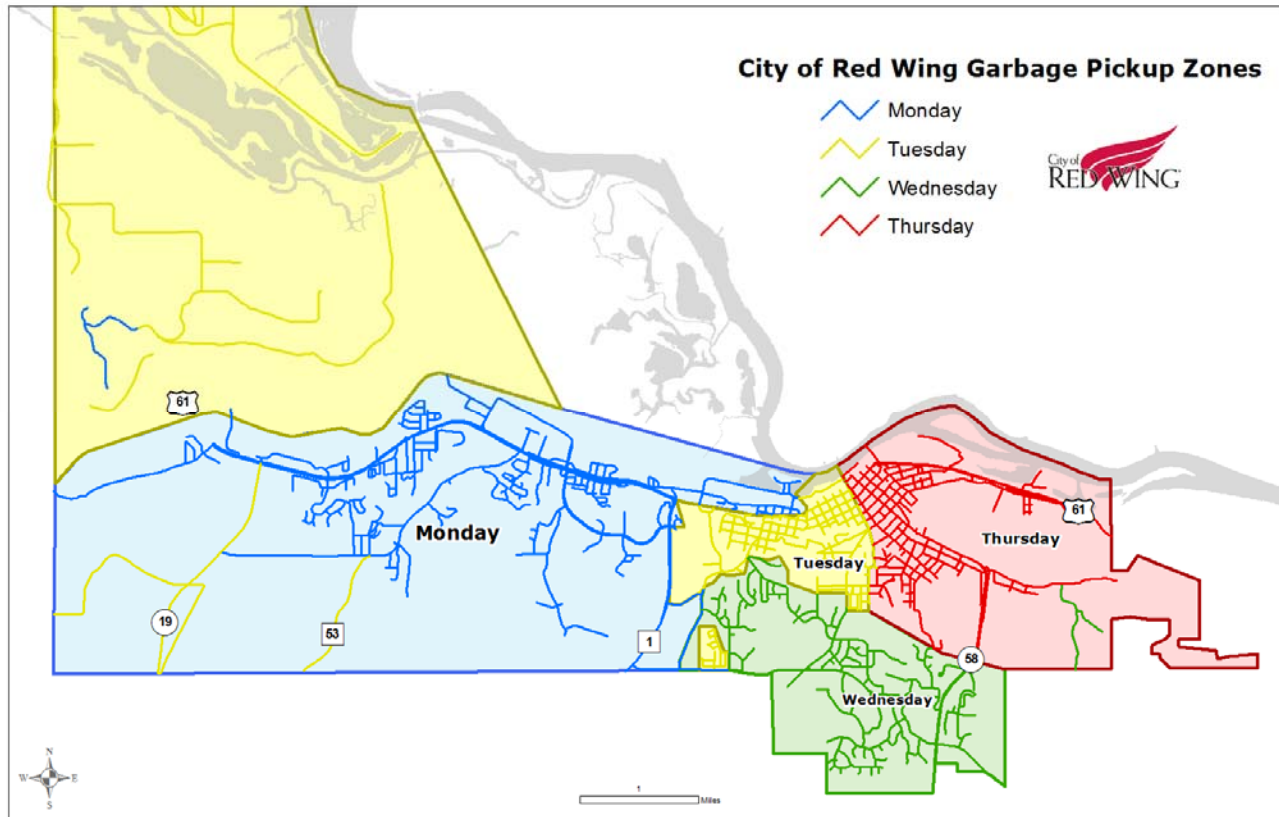 City of Red Wing Garbage Pickup Zones
Monday
Tuesday
Wednesday
Thursday
City of
RED WING
61
61
Monday
Thursday
Tuesday
19
53
1
58
Wednesday
N
W E
S
1
Miles